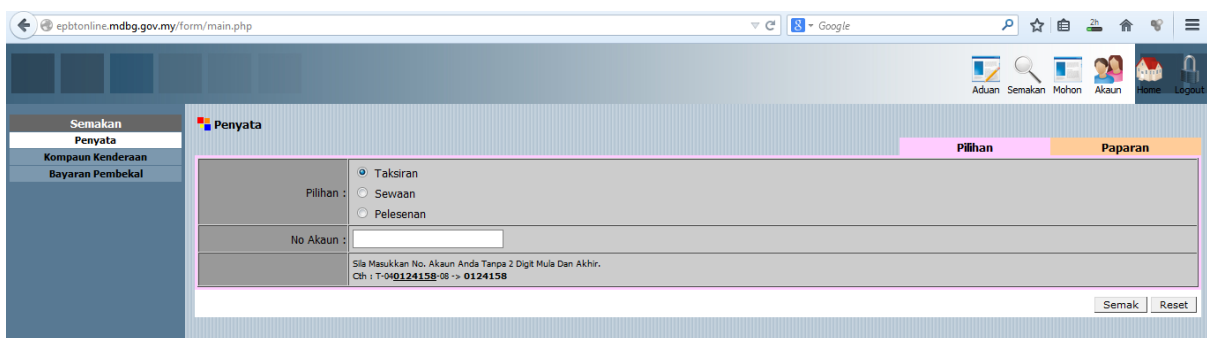 epbtonline.mdbg.gov.my/form/main.php
Google
2h
Aduan Semakan Mohon Akaun Home Logout
Semakan
Penyata
Kompaun Kenderaan
Bayaran Pembekal
Penyata
Pilihan Paparan
Pilihan :
Taksiran
Sewaan
Pelesenan
No Akaun :
Sila Masukkan No. Akaun Anda Tanpa 2 Digit Mula Dan Akhir.
Cth : T-040124158-08 -> 0124158
Semak Reset